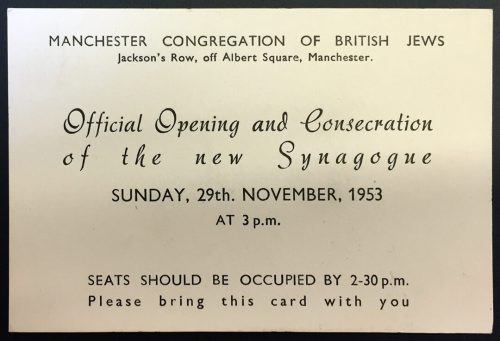 MANCHESTER CONGREGATION OF BRITISH JEWS
Jackson's Row, off Albert Square, Manchester.
Official Opening and Consecration
of the new Synagogue
SUNDAY, 29th. NOVEMBER, 1953
AT 3 p.m.
SEATS SHOULD BE OCCUPIED BY 2-30 p.m.
Please bring this card with you